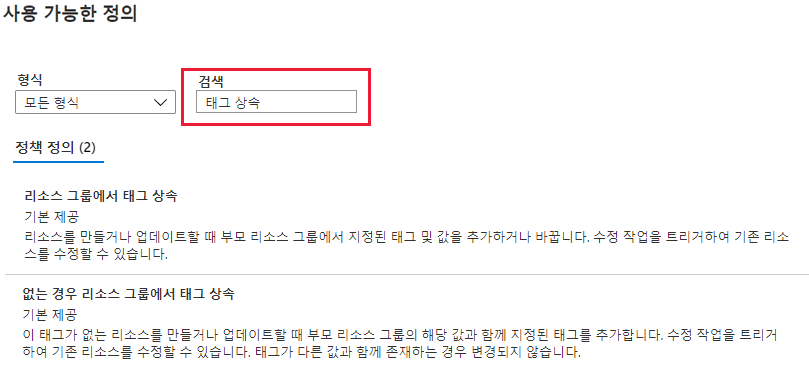 사용 가능한 정의
형식
검색
모든 형식
태그 상속
정책 정의 (2)
리소스 그룹에서 태그 상속
기본 제공
리소스를 만들거나 업데이트할 때 부모 리소스 그룹에서 지정된 태그 및 값을 추가하거나 바꿉니다. 수정 작업을 트리거하여 기존 리소
스를 수정할 수 있습니다.
없는 경우 리소스 그룹에서 태그 상속
기본 제공
이 태그가 없는 리소스를 만들거나 업데이트할 때 부모 리소스 그룹의 해당 값과 함께 지정된 태그를 추가합니다. 수정 작업을 트리거
하여 기존 리소스를 수정할 수 있습니다. 태그가 다른 값과 함께 존재하는 경우 변경되지 않습니다.